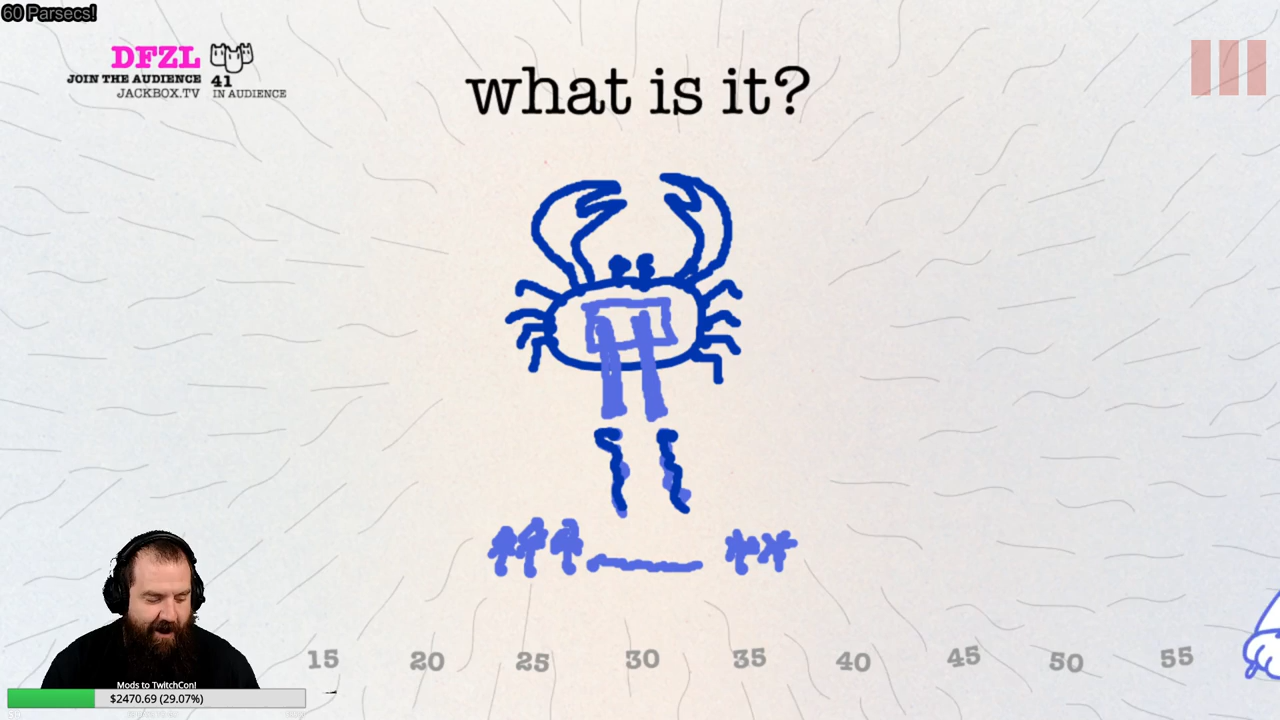 60 Parsecs!
DFZL
JOIN THE AUDIENCE
JACKBOX.TV
41
IN AUDIENCE
what is it?
15 20 25 30 35 40 45 50 55
Mods to TwitchCon!
$2470.69 (29.07%)